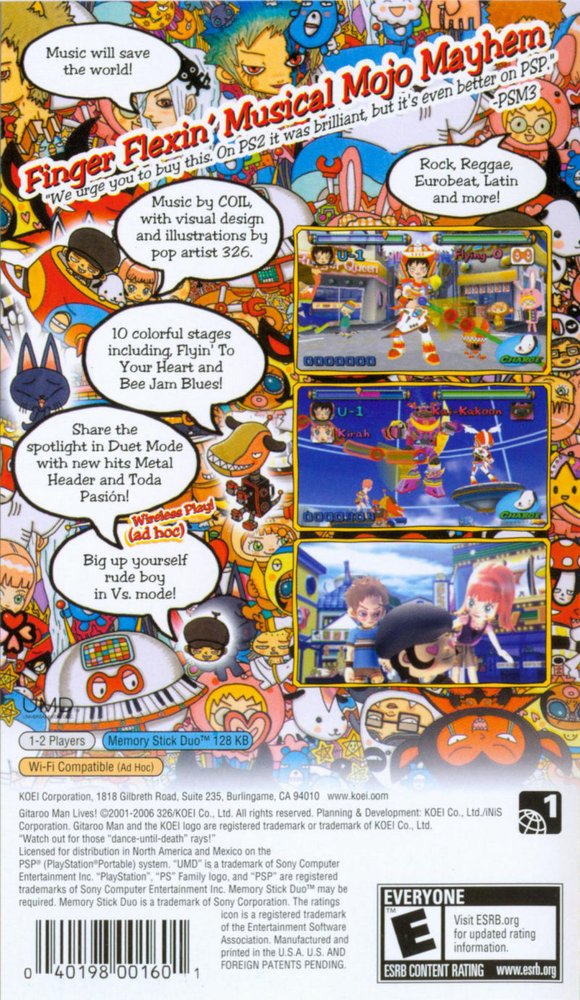 Music will save
the world!
Finger Flexin' Musical Mojo Mayhem
"We urge you to buy this. On PS2 it was brilliant, but it's even better on PSP."
-PSM3
Rock, Reggae,
Eurobeat, Latin
and more!
Music by COIL,
with visual design
and illustrations by
pop artist 326.
U-1
Flying-O
CHARGE
10 colorful stages
including, Flyin' To
Your Heart and
Bee Jam Blues!
U-1
Kirah
CHARGE
Share the
spotlight in Duet Mode
with new hits Metal
Header and Toda
Pasión!
Wireless Play!
(ad hoc)
Big up yourself
rude boy
in Vs. mode!
UMD
1-2 Players
Memory Stick Duo™ 128 KB
Wi-Fi Compatible (Ad Hoc)
KOEI Corporation, 1818 Gilbreth Road, Suite 235, Burlingame, CA 94010 www.koei.com
Gitaroo Man Lives! ©2001-2006 326/KOEI Co., Ltd. All rights reserved. Planning & Development: KOEI Co., Ltd./iNiS
Corporation. Gitaroo Man and the KOEI logo are registered trademark or trademark of KOEI Co., Ltd.
"Watch out for those "dance-until-death" rays!"
Licensed for distribution in North America and Mexico on the
PSP® (PlayStation®Portable) system. "UMD" is a trademark of Sony Computer
Entertainment Inc. "PlayStation", "PS" Family logo, and "PSP" are registered
trademarks of Sony Computer Entertainment Inc. Memory Stick Duo™ may be
required. Memory Stick Duo is a trademark of Sony Corporation. The ratings
icon is a registered trademark
of the Entertainment Software
Association. Manufactured and
printed in the U.S.A. U.S. AND
FOREIGN PATENTS PENDING.
1
EVERYONE
E
™
Visit ESRB.org
for updated rating
information.
ESRB CONTENT RATING www.esrb.org
0 40198 00160 1